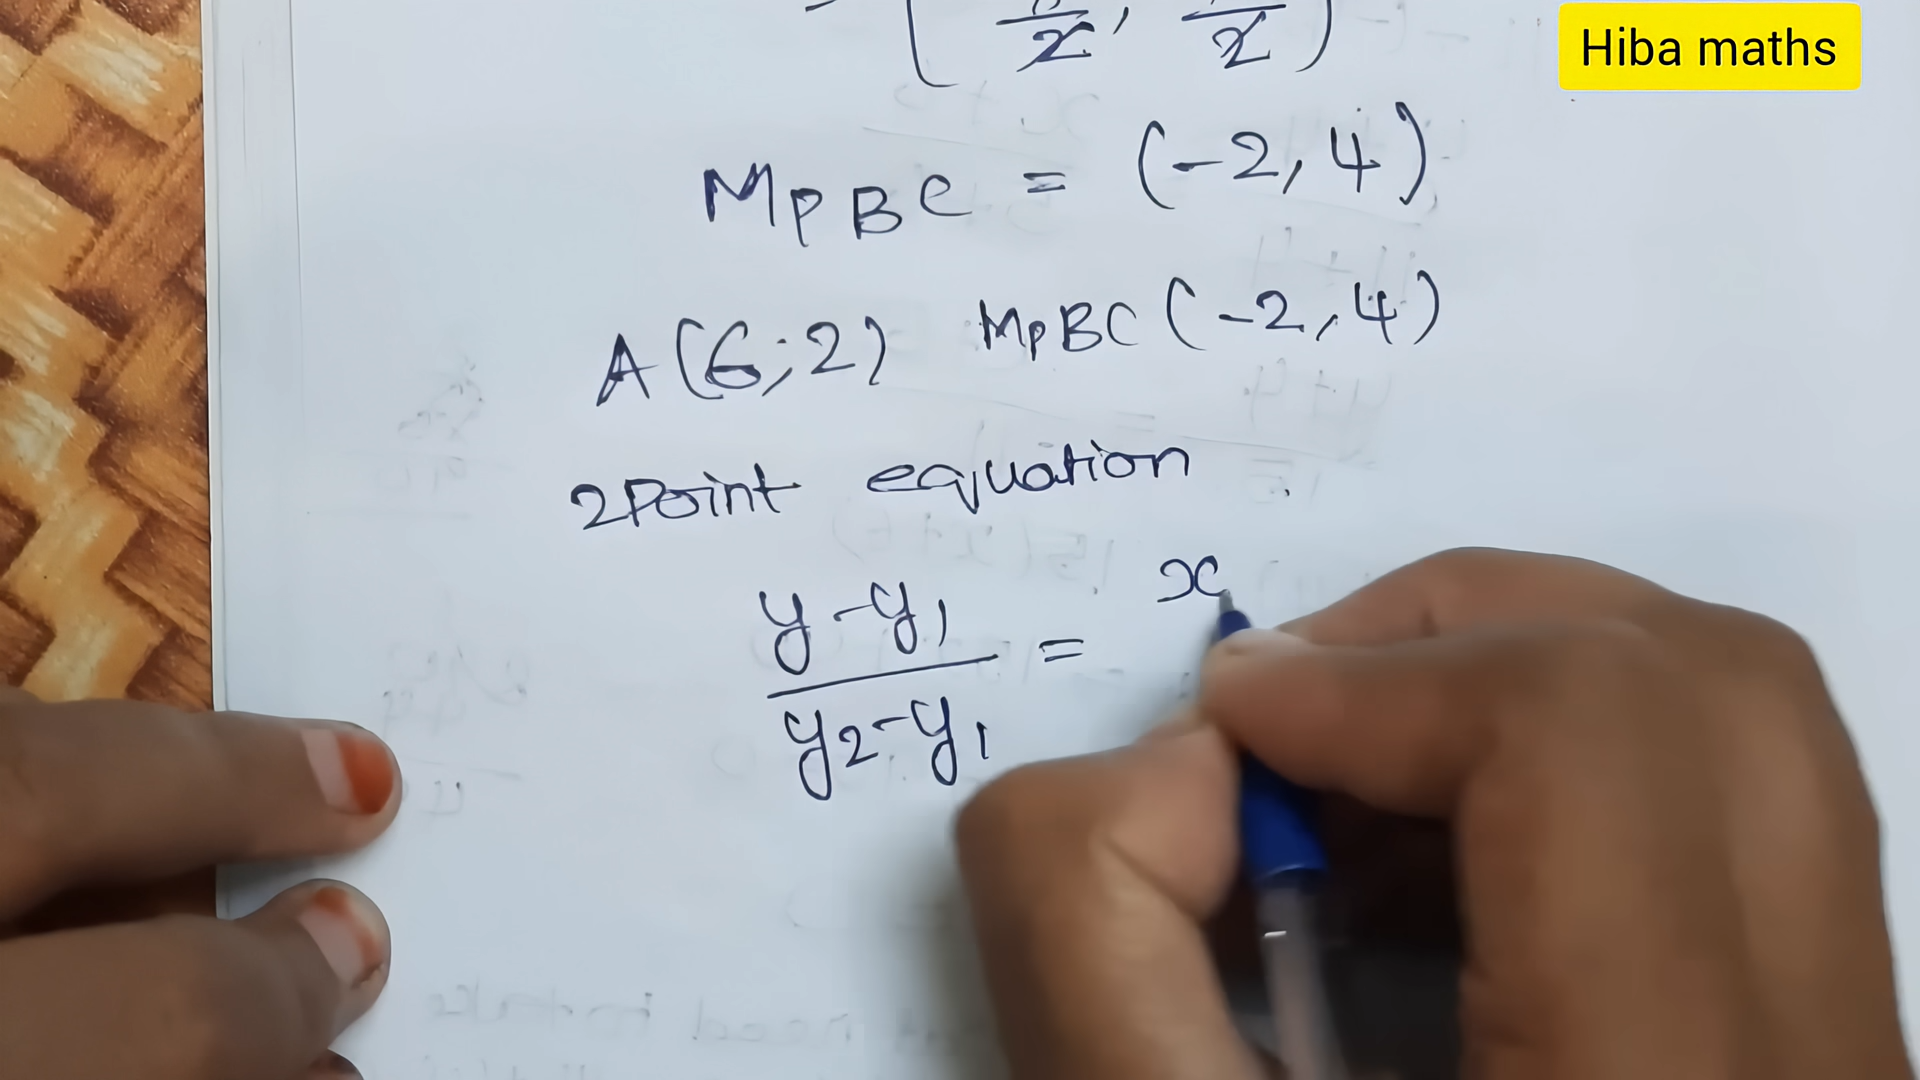 Hiba maths
MPBC = (-2, 4)
A(6;2) MPBC(-2,4)
2Point equation
y-y1 = x
y2-y1